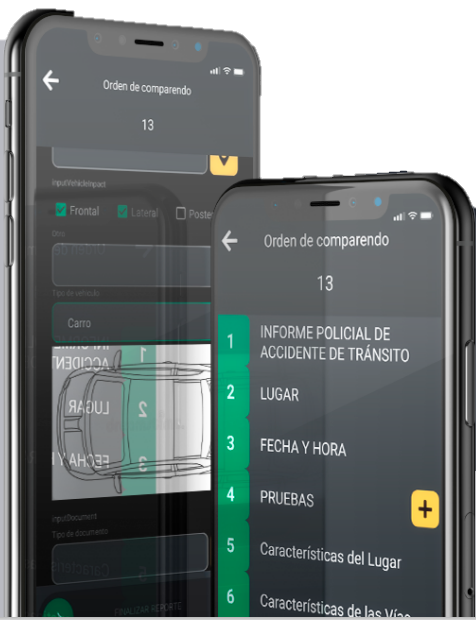 Orden de comparendo
13
InputVehicleImpact
Frontal
Lateral
Otro
Tipo de vehículo
Carro
InputDocument
Tipo de documento
FINALIZAR REPORTE
Orden de comparendo
13
1 INFORME POLICIAL DE
ACCIDENTE DE TRÁNSITO
2 LUGAR
3 FECHA Y HORA
4 PRUEBAS
5 Características del Lugar
6 Características de las Vías